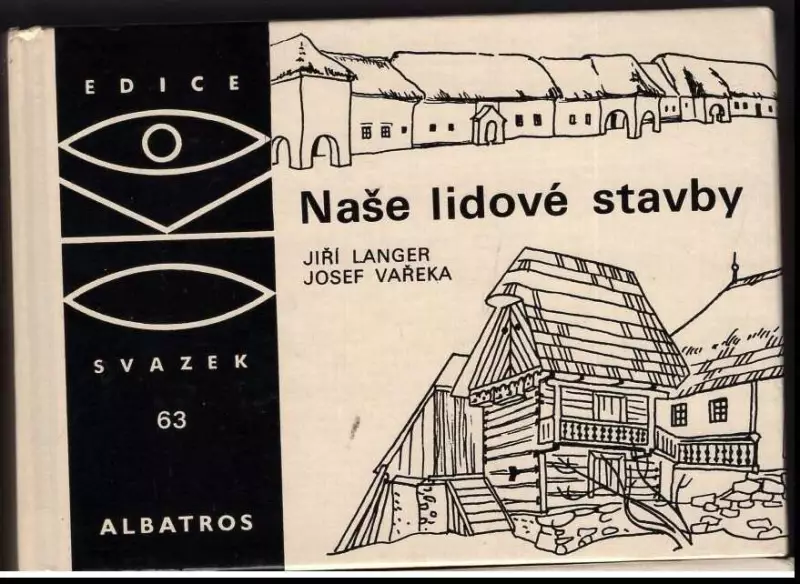 EDICE
SVAZEK
63
ALBATROS
Naše lidové stavby
JIŘÍ LANGER
JOSEF VAŘEKA